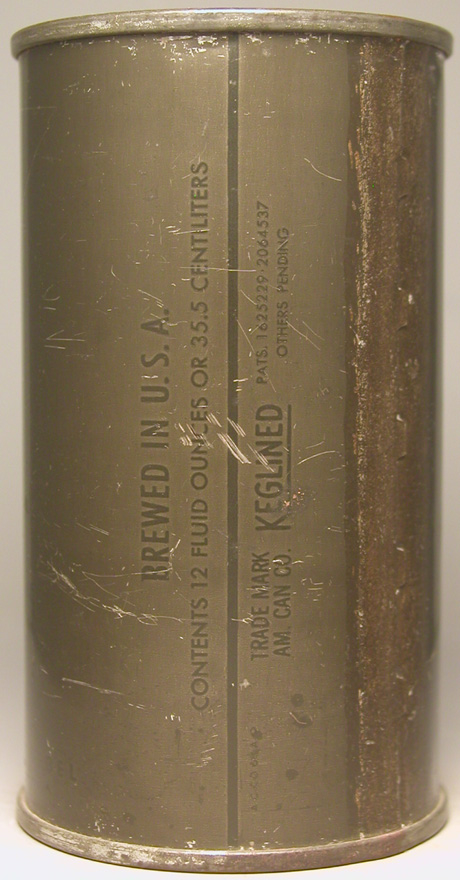 BREWED IN U. S. A.
CONTENTS 12 FLUID OUNCES OR 35.5 CENTILITERS
TRADE MARK
AM. CAN CO.
KEGLINED
PATS. 1625229·2064537
OTHERS PENDING